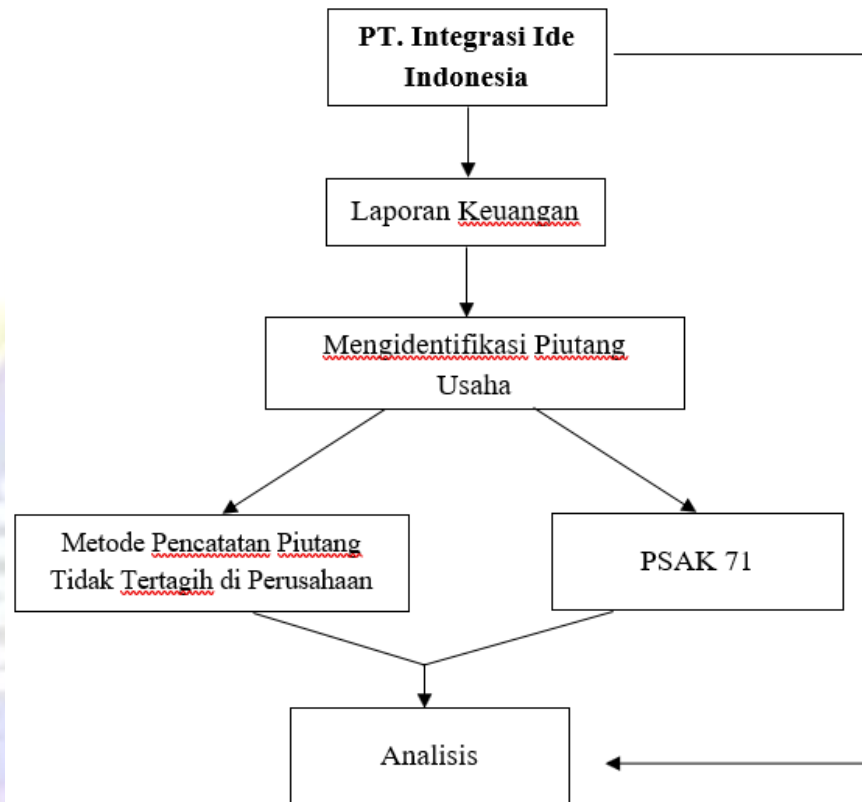 PT. Integrasi Ide
Indonesia
Laporan Keuangan
Mengidentifikasi Piutang
Usaha
Metode Pencatatan Piutang
Tidak Tertagih di Perusahaan
PSAK 71
Analisis